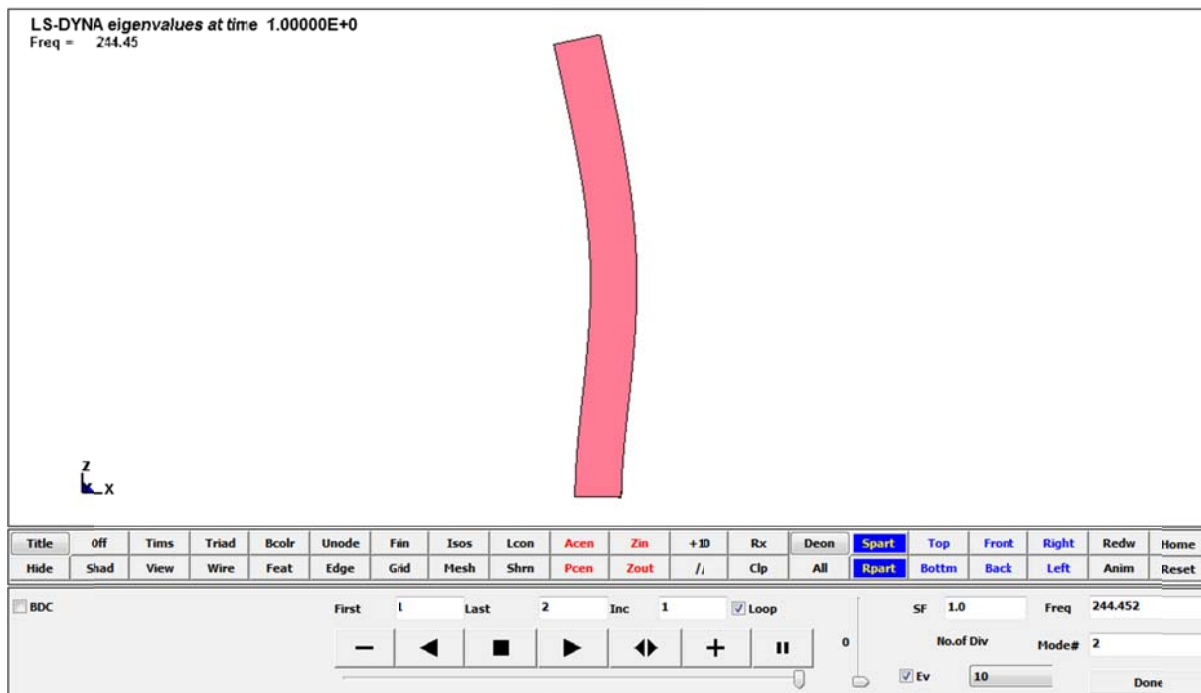 LS-DYNA eigenvalues at time 1.00000E+0
Freq = 244.45
Z
X
Title Off Tims Triad Bcolr Unode Frin Isos Lcon Acen Zin +10 Rx Deon Spart Top Front Right Redw Home
Hide Shad View Wire Feat Edge Grid Mesh Shrn Pcen Zout // Clp All Rpart Bottm Back Left Anim Reset
BDC First 1 Last 2 Inc 1 Loop SF 1.0 Freq 244.452
0 No.of Div Mode# 2
Ev 10 Done